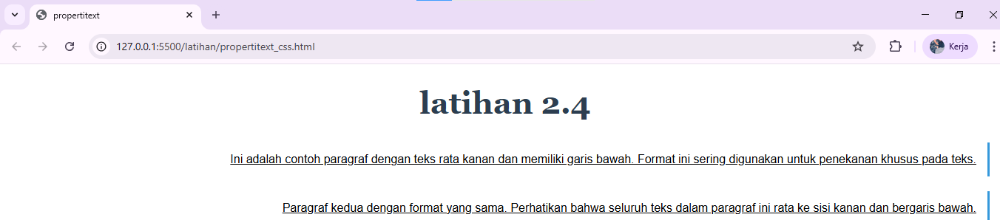 propertitext
127.0.0.1:5500/latihan/propertitext_css.html
Kerja
latihan 2.4
Ini adalah contoh paragraf dengan teks rata kanan dan memiliki garis bawah. Format ini sering digunakan untuk penekanan khusus pada teks.
Paragraf kedua dengan format yang sama. Perhatikan bahwa seluruh teks dalam paragraf ini rata ke sisi kanan dan bergaris bawah.